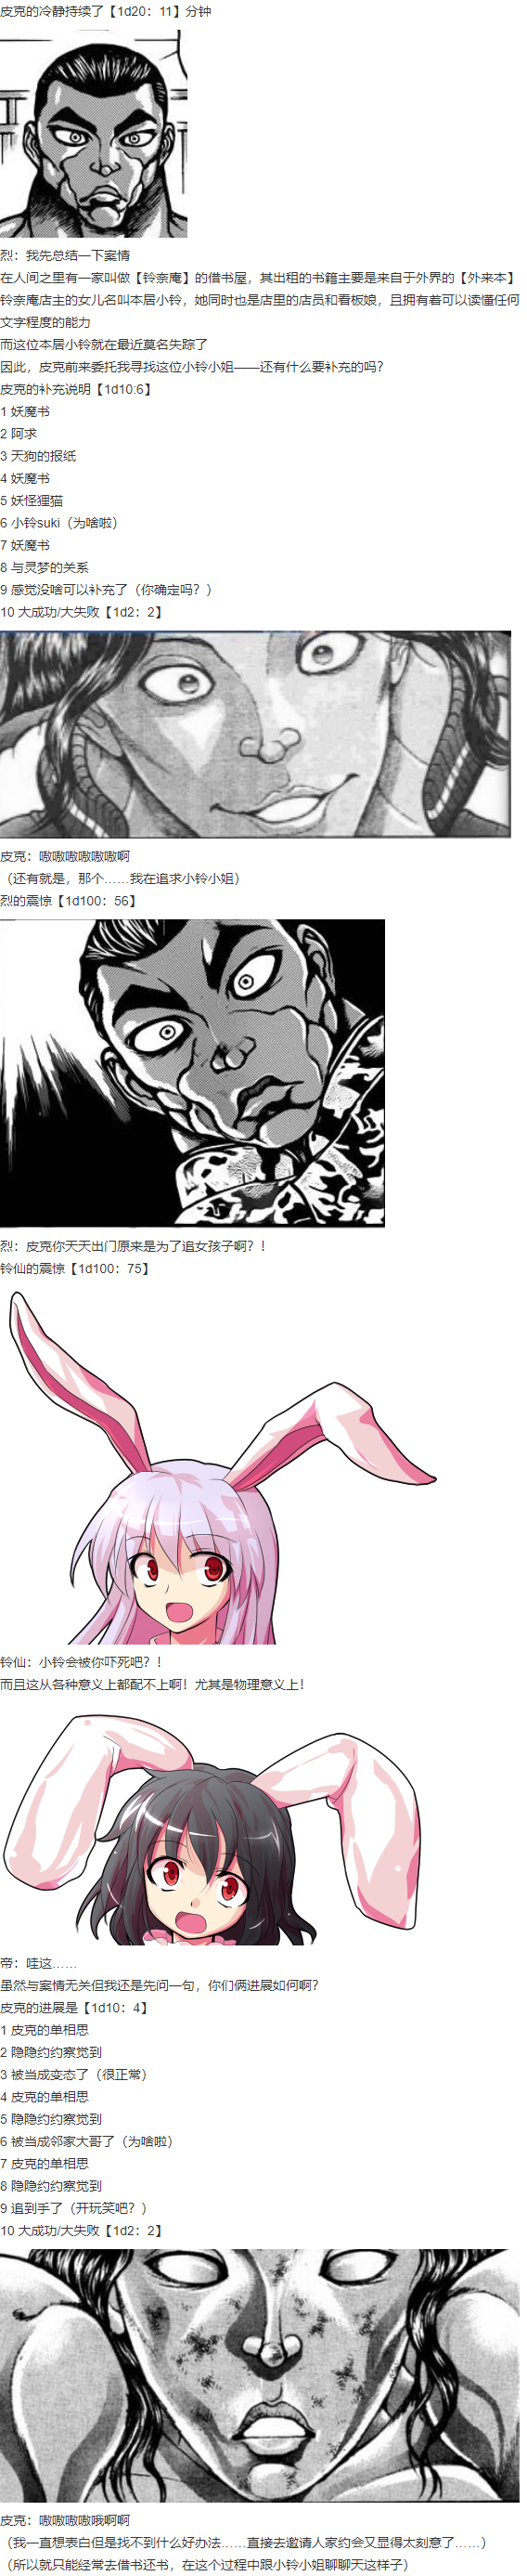 皮克的冷静持续了【1d20：11】分钟
烈：我先总结一下案情
在人间之里有一家叫做【铃奈庵】的借书屋，其出租的书籍主要是来自于外界的【外来本】
铃奈庵店主的女儿名叫本居小铃，她同时也是店里的店员和看板娘，且拥有着可以读懂任何
文字程度的能力
而这位本居小铃就在最近莫名失踪了
因此，皮克前来委托我寻找这位小铃小姐——还有什么要补充的吗？
皮克的补充说明【1d10:6】
1 妖魔书
2 阿求
3 天狗的报纸
4 妖魔书
5 妖怪狸猫
6 小铃suki（为啥啦）
7 妖魔书
8 与灵梦的关系
9 感觉没啥可以补充了（你确定吗？）
10 大成功/大失败【1d2：2】
皮克：嗷嗷嗷嗷嗷嗷啊
（还有就是，那个……我在追求小铃小姐）
烈的震惊【1d100：56】
烈：皮克你天天出门原来是为了追女孩子啊？！
铃仙的震惊【1d100：75】
铃仙：小铃会被你吓死吧？！
而且这从各种意义上都配不上啊！尤其是物理意义上！
帝：哇这……
虽然与案情无关但我还是先问一句，你们俩进展如何啊？
皮克的进展是【1d10：4】
1 皮克的单相思
2 隐隐约约察觉到
3 被当成变态了（很正常）
4 皮克的单相思
5 隐隐约约察觉到
6 被当成邻家大哥了（为啥啦）
7 皮克的单相思
8 隐隐约约察觉到
9 追到手了（开玩笑吧？）
10 大成功/大失败【1d2：2】
皮克：嗷嗷嗷嗷哦啊啊
（我一直想表白但是找不到什么好办法……直接去邀请人家约会又显得太刻意了……）
（所以就只能经常去借书还书，在这个过程中跟小铃小姐聊聊天这样子）